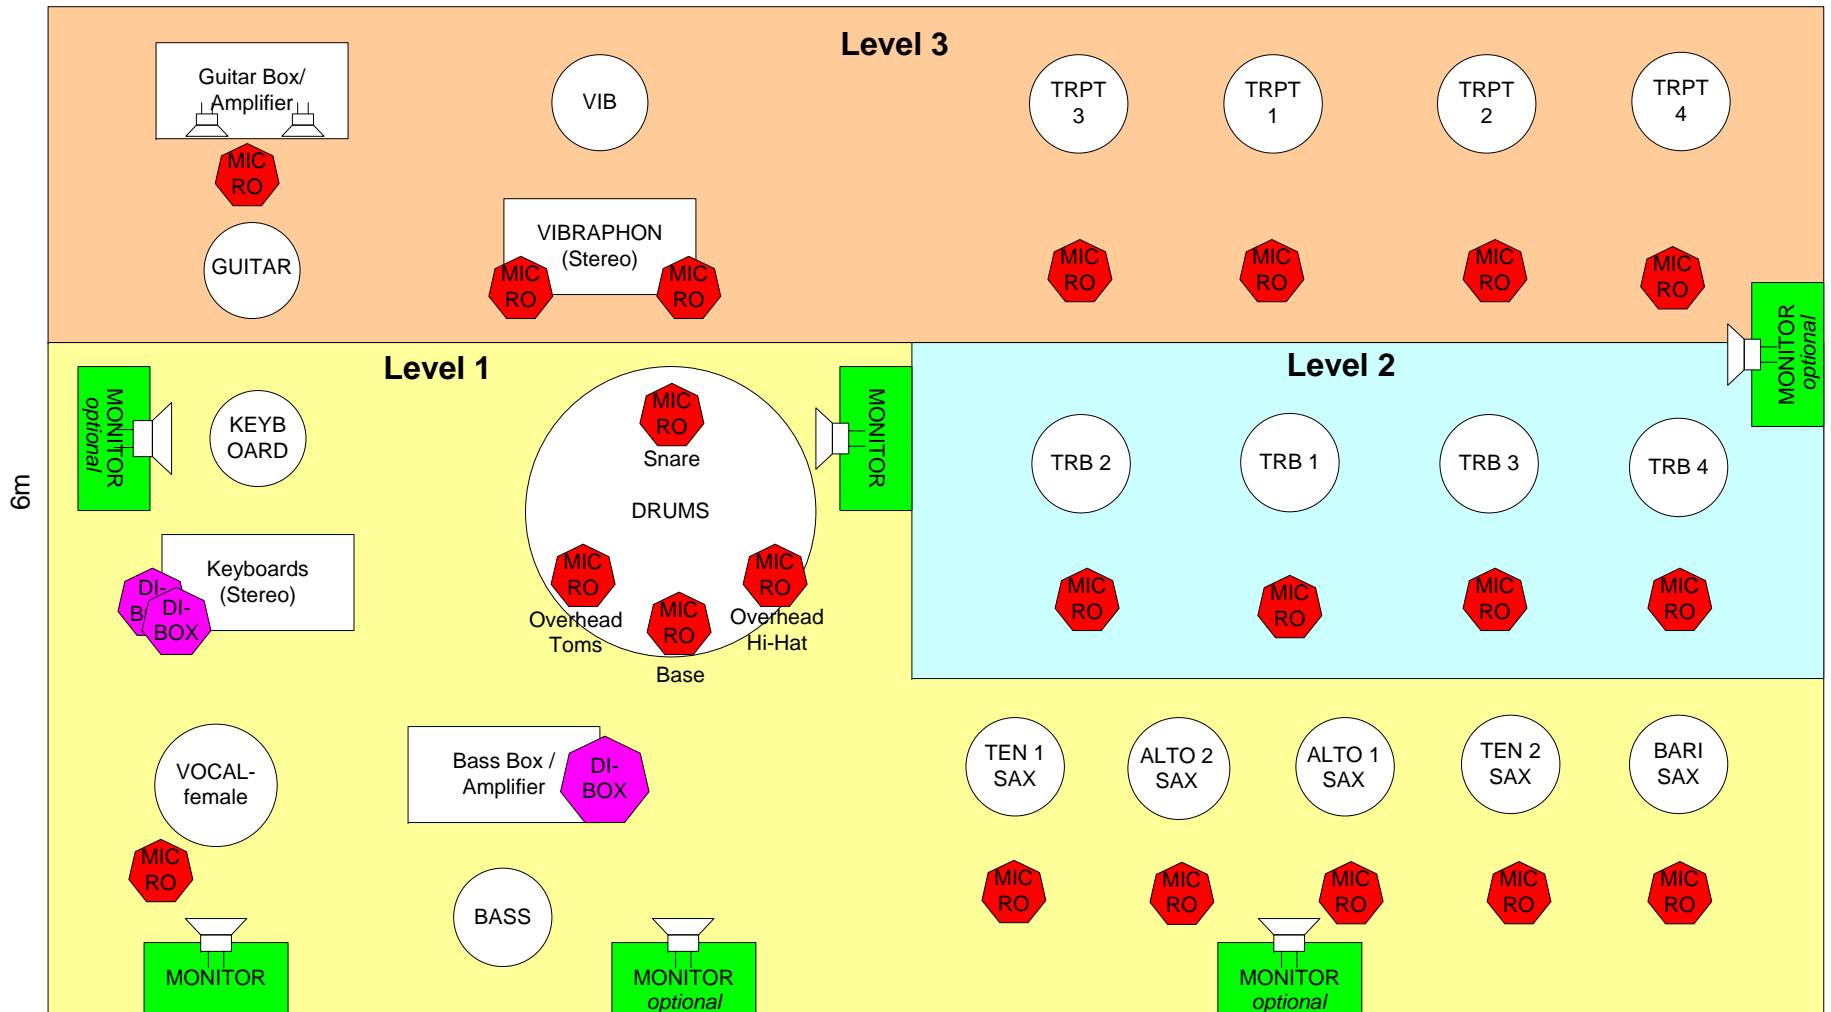 Level 3
Guitar Box/
Amplifier
VIB
TRPT
3
TRPT
1
TRPT
2
TRPT
4
MIC
RO
GUITAR
VIBRAPHON
(Stereo)
MIC
RO
MIC
RO
MIC
RO
MIC
RO
MIC
RO
MIC
RO
MONITOR
optional
Level 1
Level 2
MONITOR
optional
KEYB
OARD
MIC
RO
Snare
DRUMS
MONITOR
TRB 2
TRB 1
TRB 3
TRB 4
6m
Keyboards
(Stereo)
DI-
B
DI-
BOX
MIC
RO
Overhead
Toms
MIC
RO
Base
MIC
RO
Overhead
Hi-Hat
MIC
RO
MIC
RO
MIC
RO
MIC
RO
VOCAL-
female
MIC
RO
Bass Box /
Amplifier
DI-
BOX
BASS
TEN 1
SAX
ALTO 2
SAX
ALTO 1
SAX
TEN 2
SAX
BARI
SAX
MIC
RO
MIC
RO
MIC
RO
MIC
RO
MIC
RO
MONITOR
MONITOR
optional
MONITOR
optional